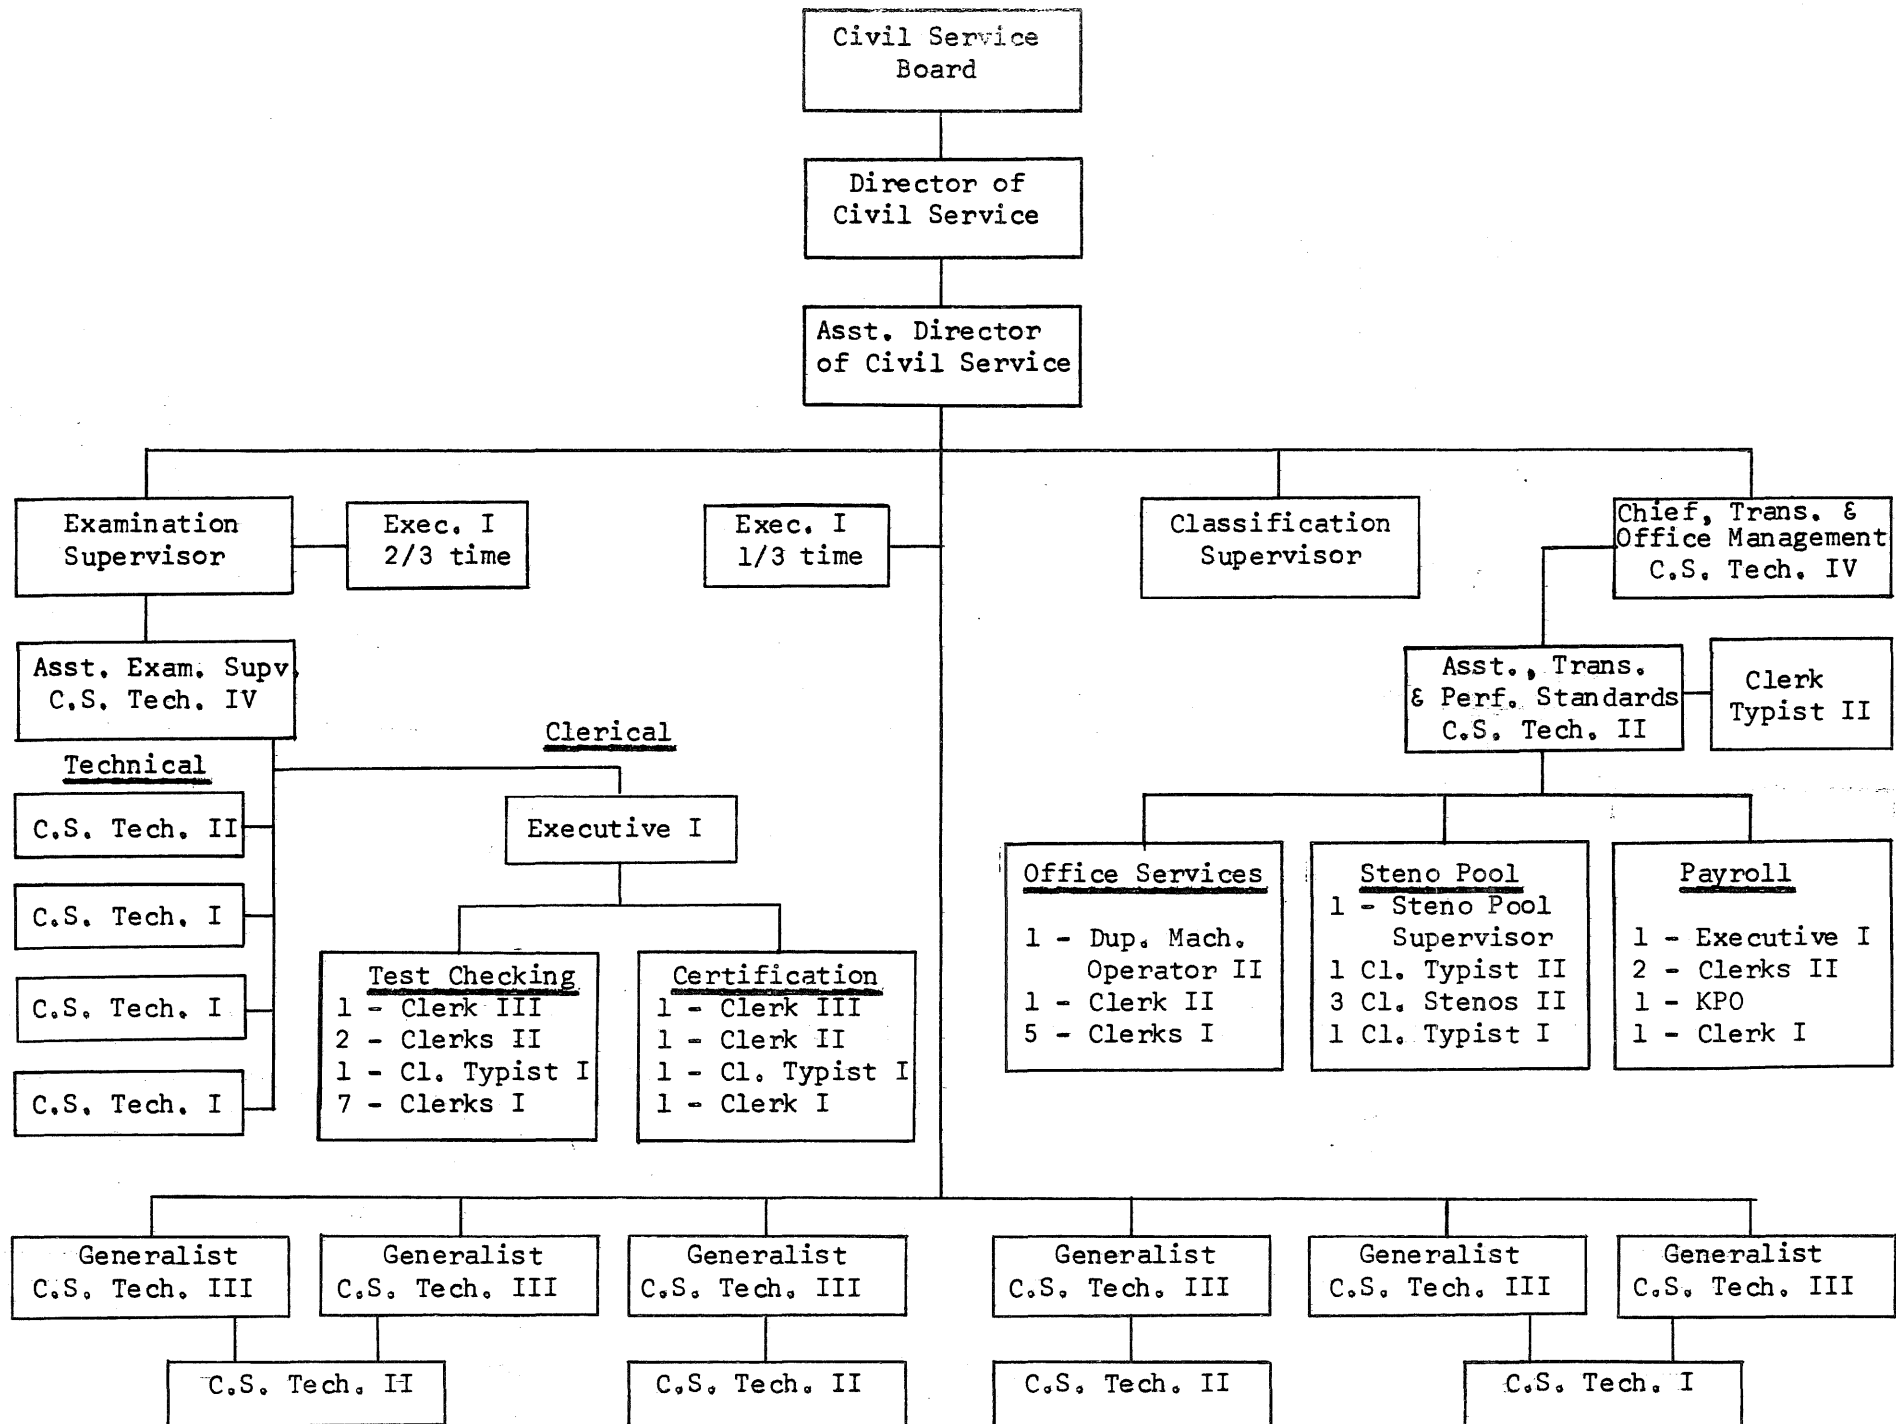 Civil Service
Board
Director of
Civil Service
Asst. Director
of Civil Service
Examination
Supervisor
Exec. I
2/3 time
Exec. I
1/3 time
Classification
Supervisor
Chief, Trans. &
Office Management
C.S. Tech. IV
Asst. Exam. Supv.
C.S. Tech. IV
Asst., Trans.
& Perf. Standards
C.S. Tech. II
Clerk
Typist II
Technical
C.S. Tech. II
C.S. Tech. I
C.S. Tech. I
C.S. Tech. I
Clerical
Executive I
Test Checking
1 - Clerk III
2 - Clerks II
1 - Cl. Typist I
7 - Clerks I
Certification
1 - Clerk III
1 - Clerk II
1 - Cl. Typist I
1 - Clerk I
Office Services
1 - Dup. Mach.
Operator II
1 - Clerk II
5 - Clerks I
Steno Pool
1 - Steno Pool
Supervisor
1 Cl. Typist II
3 Cl. Stenos II
1 Cl. Typist I
Payroll
1 - Executive I
2 - Clerks II
1 - KPO
1 - Clerk I
Generalist
C.S. Tech. III
Generalist
C.S. Tech. III
Generalist
C.S. Tech. III
Generalist
C.S. Tech. III
Generalist
C.S. Tech. III
Generalist
C.S. Tech. III
C.S. Tech. II
C.S. Tech. II
C.S. Tech. II
C.S. Tech. I